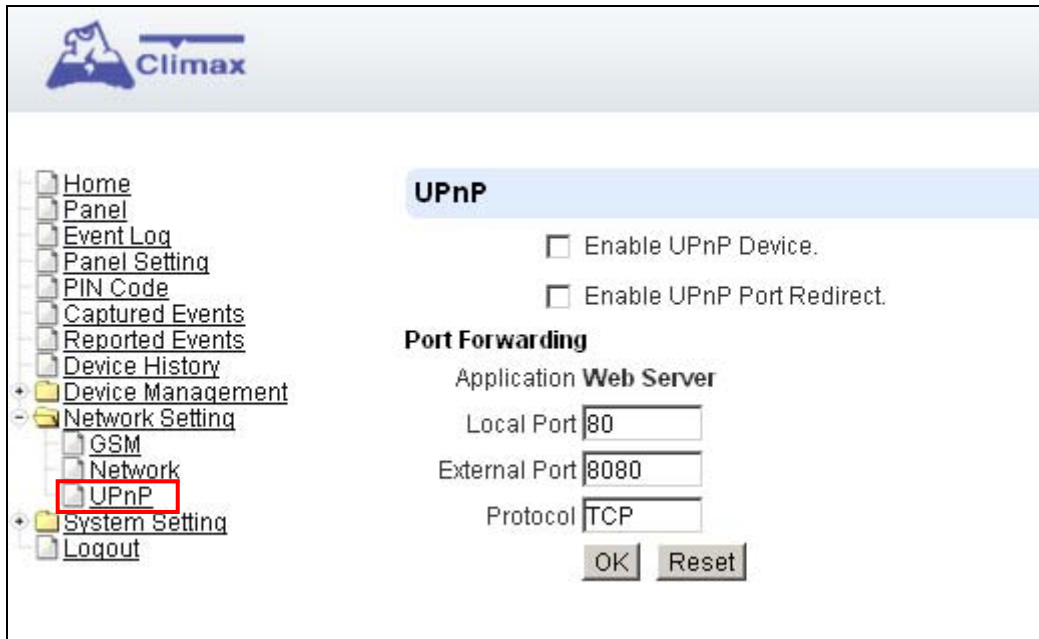 Climax
Home
Panel
Event Log
Panel Setting
PIN Code
Captured Events
Reported Events
Device History
Device Management
Network Setting
GSM
Network
UPnP
System Setting
Logout
UPnP
Enable UPnP Device.
Enable UPnP Port Redirect.
Port Forwarding
Application Web Server
Local Port 80
External Port 8080
Protocol TCP
OK Reset